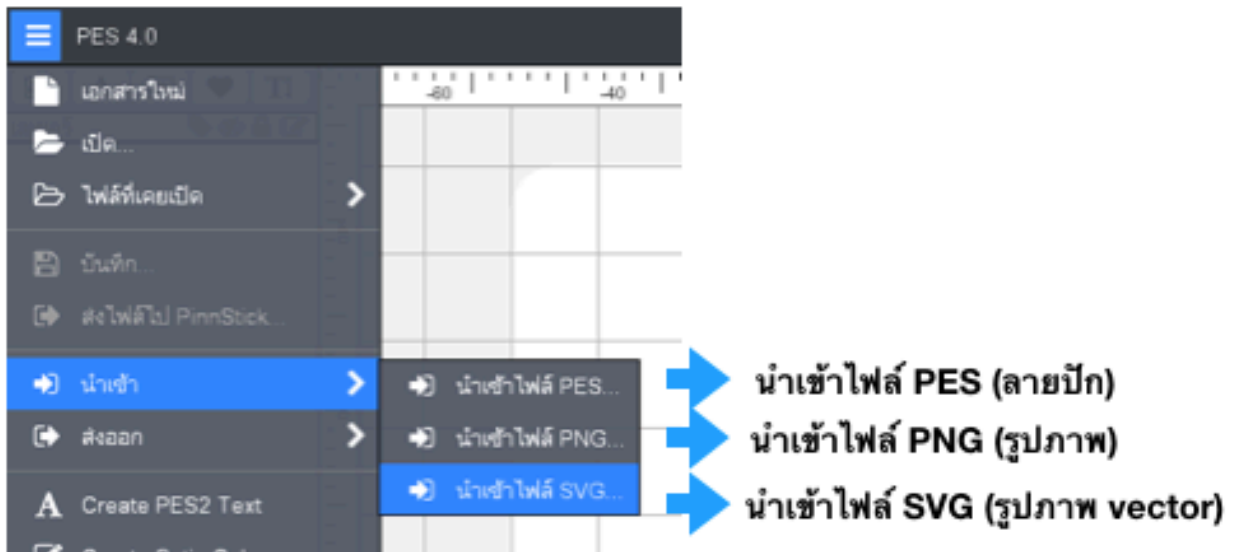 PES 4.0
เอกสารใหม่
เปิด...
ไฟล์ที่เคยเปิด
บันทึก...
ส่งไฟล์ไป PinnStick...
นำเข้า
ส่งออก
Create PES2 Text
-60
-40
นำเข้าไฟล์ PES...
นำเข้าไฟล์ PNG...
นำเข้าไฟล์ SVG...
นำเข้าไฟล์ PES (ลายปัก)
นำเข้าไฟล์ PNG (รูปภาพ)
นำเข้าไฟล์ SVG (รูปภาพ vector)